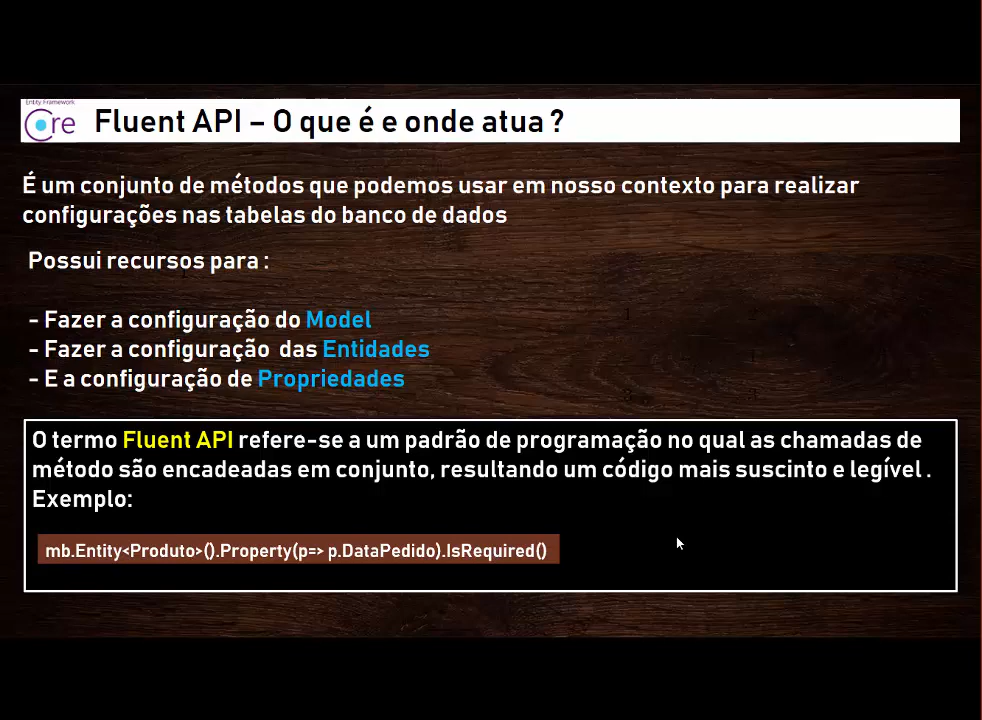 Entity Framework
Core
Fluent API – O que é e onde atua ?
É um conjunto de métodos que podemos usar em nosso contexto para realizar
configurações nas tabelas do banco de dados
Possui recursos para :
- Fazer a configuração do Model
- Fazer a configuração das Entidades
- E a configuração de Propriedades
O termo Fluent API refere-se a um padrão de programação no qual as chamadas de
método são encadeadas em conjunto, resultando um código mais suscinto e legível .
Exemplo:
mb.Entity<Produto>().Property(p=> p.DataPedido).IsRequired()